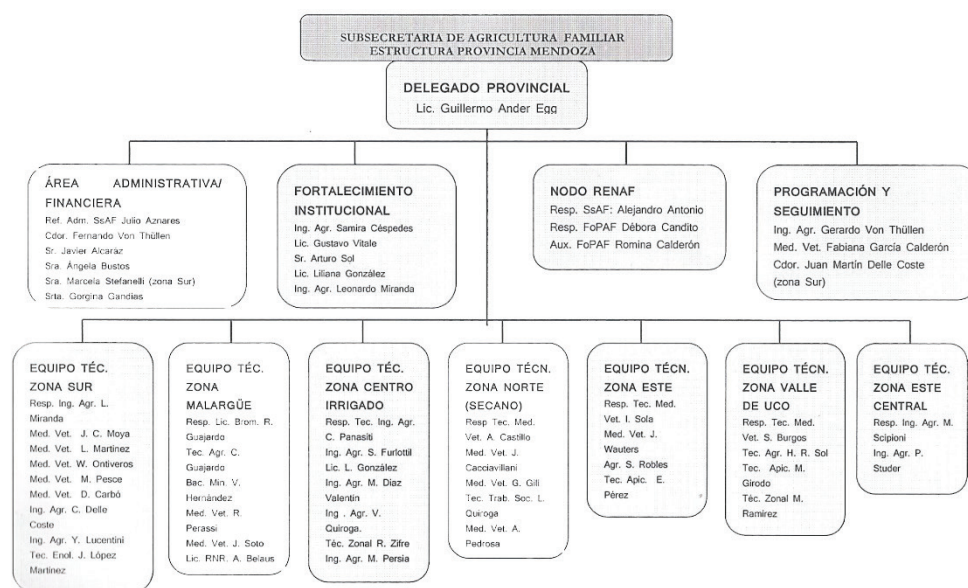 SUBSECRETARIA DE AGRICULTURA FAMILIAR
ESTRUCTURA PROVINCIA MENDOZA
DELEGADO PROVINCIAL
Lic. Guillermo Ander Egg
ÁREA ADMINISTRATIVA/
FINANCIERA
Ref. Adm. SsAF Julio Aznares
Cdor. Fernando Von Thüllen
Sr. Javier Alcaráz
Sra. Ángela Bustos
Sra. Marcela Stefanelli (zona Sur)
Srta. Gorgina Gandias
FORTALECIMIENTO
INSTITUCIONAL
Ing. Agr. Samira Céspedes
Lic. Gustavo Vitale
Sr. Arturo Sol
Lic. Liliana González
Ing. Agr. Leonardo Miranda
NODO RENAF
Resp. SsAF: Alejandro Antonio
Resp. FoPAF Débora Candito
Aux. FoPAF Romina Calderón
PROGRAMACIÓN Y
SEGUIMIENTO
Ing. Agr. Gerardo Von Thüllen
Med. Vet. Fabiana García Calderón
Cdor. Juan Martín Delle Coste
(zona Sur)
EQUIPO TÉC.
ZONA SUR
Resp. Ing. Agr. L.
Miranda
Med. Vet. J. C. Moya
Med. Vet. L. Martínez
Med. Vet. W. Ontiveros
Med. Vet. M. Pesce
Med. Vet. D. Carbó
Ing. Agr. C. Delle
Coste
Ing. Agr. Y. Lucentini
Tec. Enol. J. López
Martínez
EQUIPO TÉC.
ZONA
MALARGÜE
Resp. Lic. Brom. R.
Guajardo
Tec. Agr. C.
Guajardo
Bac. Min. V.
Hernández
Med. Vet. R.
Perassi
Med. Vet. J. Soto
Lic. RNR. A. Belaus
EQUIPO TÉCN.
ZONA CENTRO
IRRIGADO
Resp. Tec. Ing. Agr.
C. Panasiti
Ing. Agr. S. Furlottil
Lic. L. González
Ing. Agr. M. Díaz
Valentin
Ing . Agr. V.
Quiroga.
Téc. Zonal R. Zifre
Ing. Agr. M. Persia
EQUIPO TÉCN.
ZONA NORTE
(SECANO)
Resp Tec. Med.
Vet. A. Castillo
Med. Vet. J.
Cacciavillani
Med. Vet. G. Gili
Tec. Trab. Soc. L.
Quiroga
Med. Vet. A.
Pedrosa
EQUIPO TÉCN.
ZONA ESTE
Resp. Tec. Med.
Vet. I. Sola
Med. Vet. J.
Wauters
Agr. S. Robles
Tec. Apic. E.
Pérez
EQUIPO TÉCN.
ZONA VALLE
DE UCO
Resp. Tec. Med.
Vet. S. Burgos
Tec. Agr. H. R. Sol
Tec. Apic. M.
Girodo
Téc. Zonal M.
Ramírez
EQUIPO TÉC.
ZONA ESTE
CENTRAL
Resp. Ing. Agr. M.
Scipioni
Ing. Agr. P.
Studer